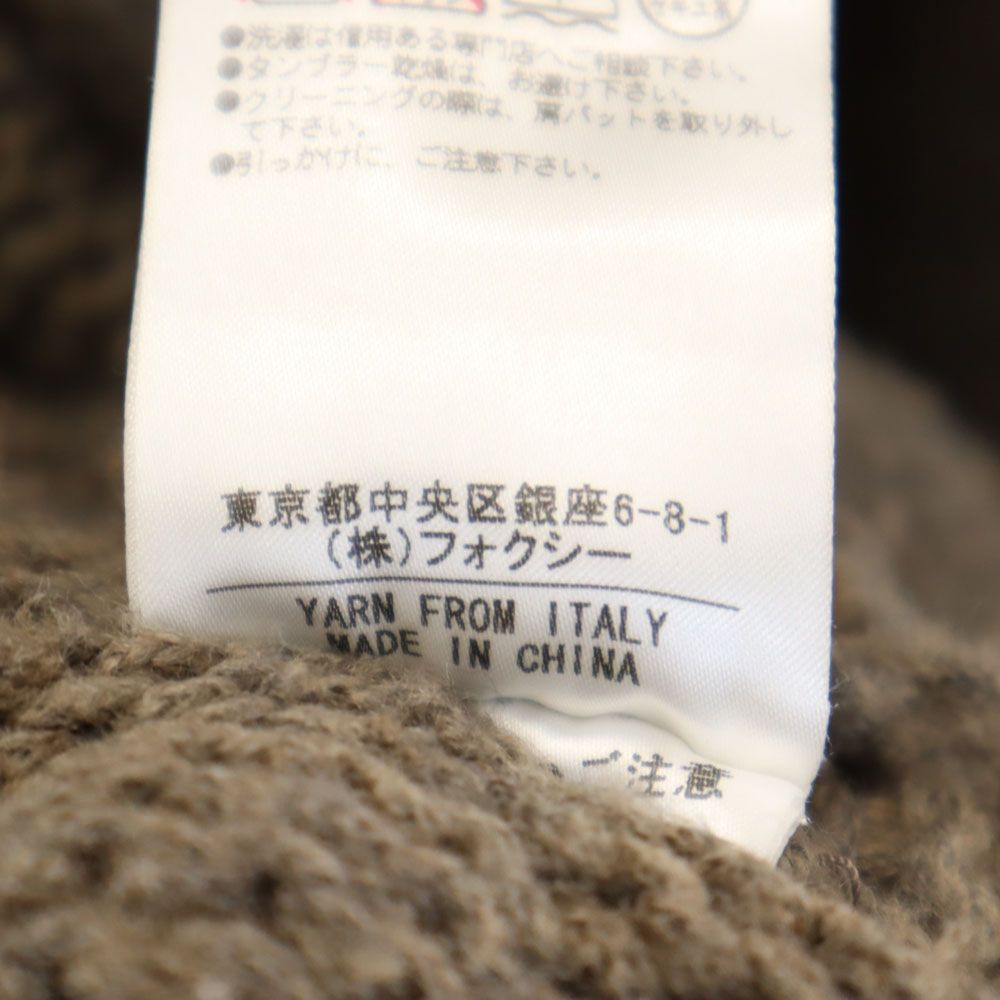 ●洗濯は信用ある専門店へご相談下さい。
●タンブラー乾燥は、お避け下さい。
●クリーニングの際は、肩パットを取り外し
て下さい。
●引っかけに、ご注意下さい。
東京都中央区銀座6-8-1
(株)フォクシー
YARN FROM ITALY
MADE IN CHINA
ご注意